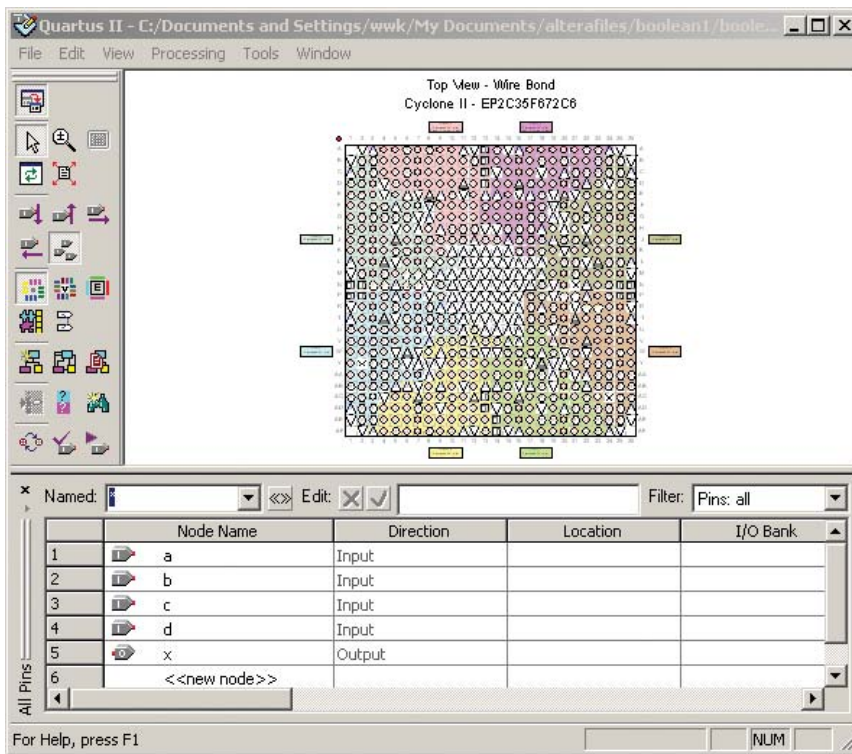 Quartus II - C:/Documents and Settings/wwk/My Documents/alterafiles/boolean1/boole...
File Edit View Processing Tools Window
Top View - Wire Bond
Cyclone II - EP2C35F672C6
Named: * Edit: Filter: Pins: all
Node Name Direction Location I/O Bank
1 a Input
2 b Input
3 c Input
4 d Input
5 x Output
6 <<new node>>
All Pins
For Help, press F1 NUM